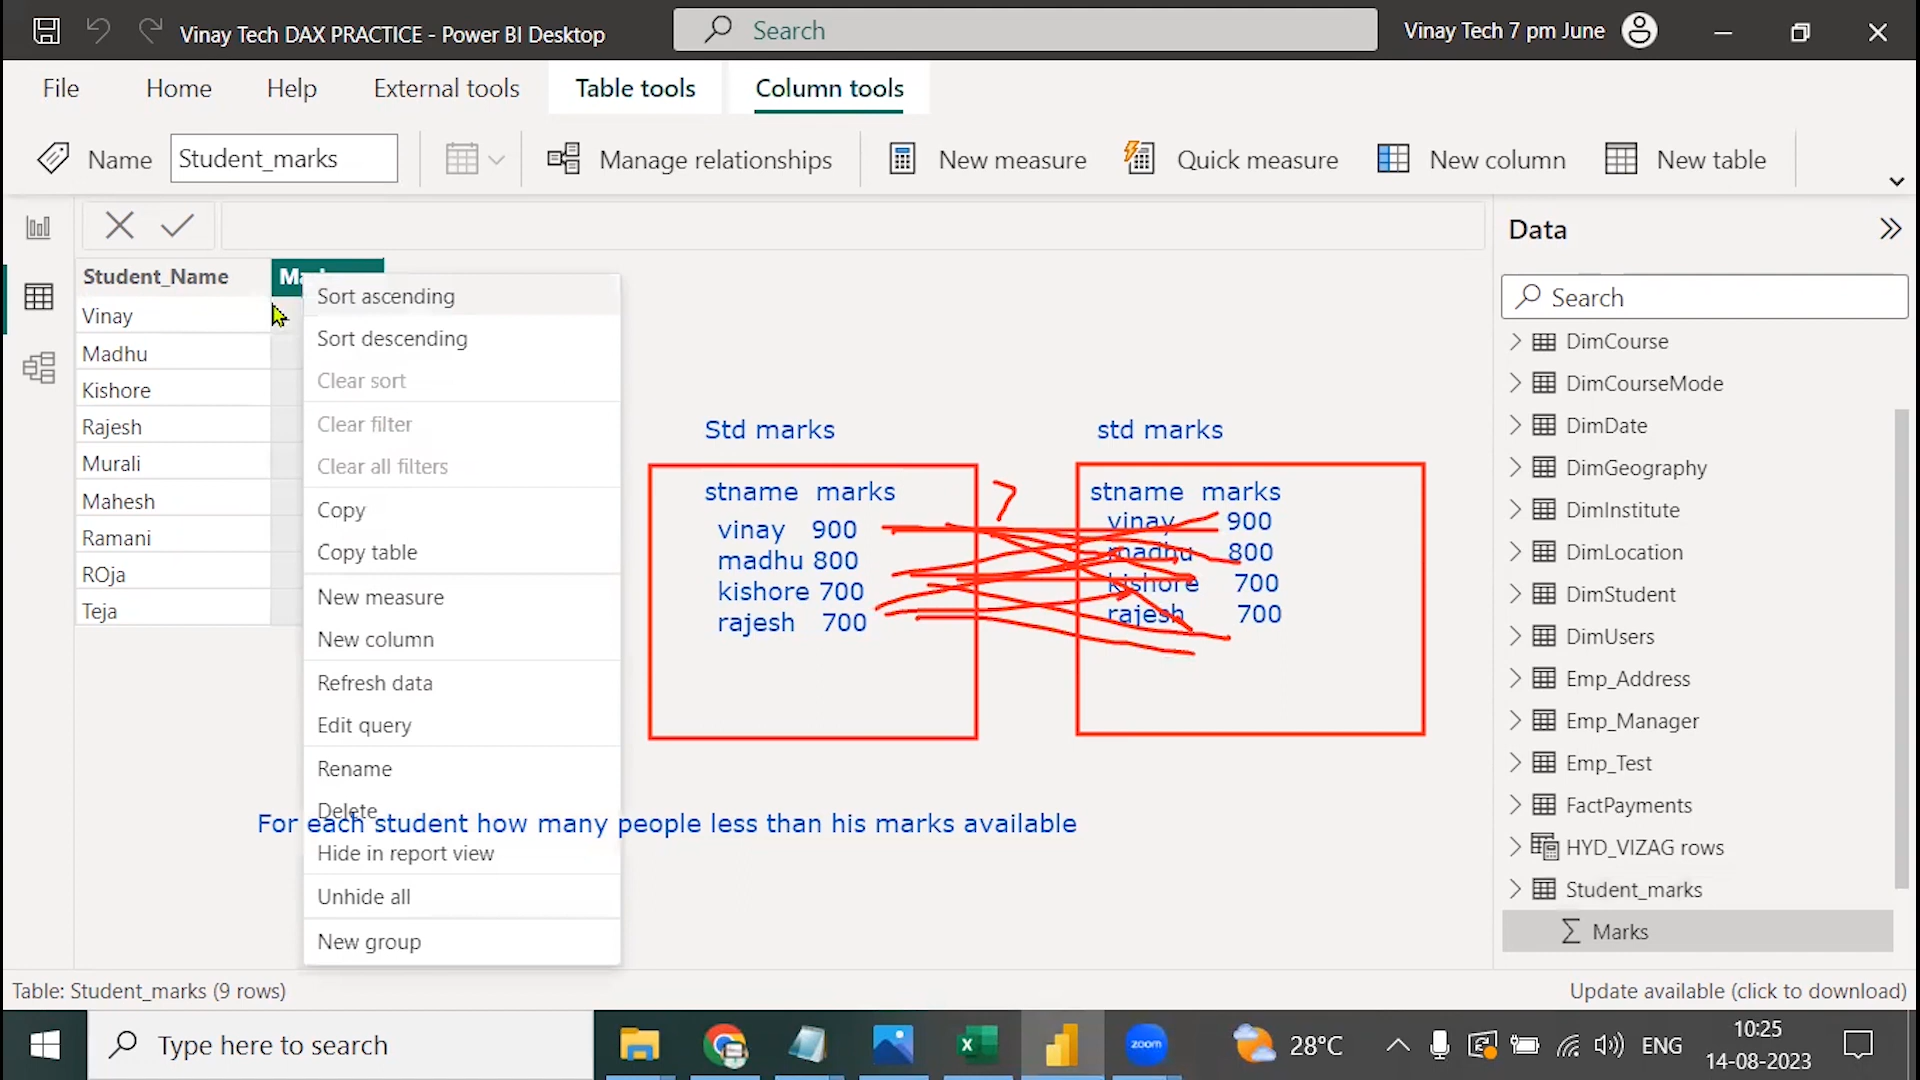 Vinay Tech DAX PRACTICE - Power BI Desktop
Search
Vinay Tech 7 pm June
File Home Help External tools Table tools Column tools
Name Student_marks Manage relationships New measure Quick measure New column New table
Student_Name
Vinay
Madhu
Kishore
Rajesh
Murali
Mahesh
Ramani
ROja
Teja
Sort ascending
Sort descending
Clear sort
Clear filter
Clear all filters
Copy
Copy table
New measure
New column
Refresh data
Edit query
Rename
Delete
Hide in report view
Unhide all
New group
Std marks
stname marks
vinay 900
madhu 800
kishore 700
rajesh 700
std marks
stname marks
vinay 900
madhu 800
kishore 700
rajesh 700
For each student how many people less than his marks available
Data
Search
DimCourse
DimCourseMode
DimDate
DimGeography
DimInstitute
DimLocation
DimStudent
DimUsers
Emp_Address
Emp_Manager
Emp_Test
FactPayments
HYD_VIZAG rows
Student_marks
Marks
Table: Student_marks (9 rows)
Update available (click to download)
Type here to search
zoom
28°C
ENG
10:25
14-08-2023